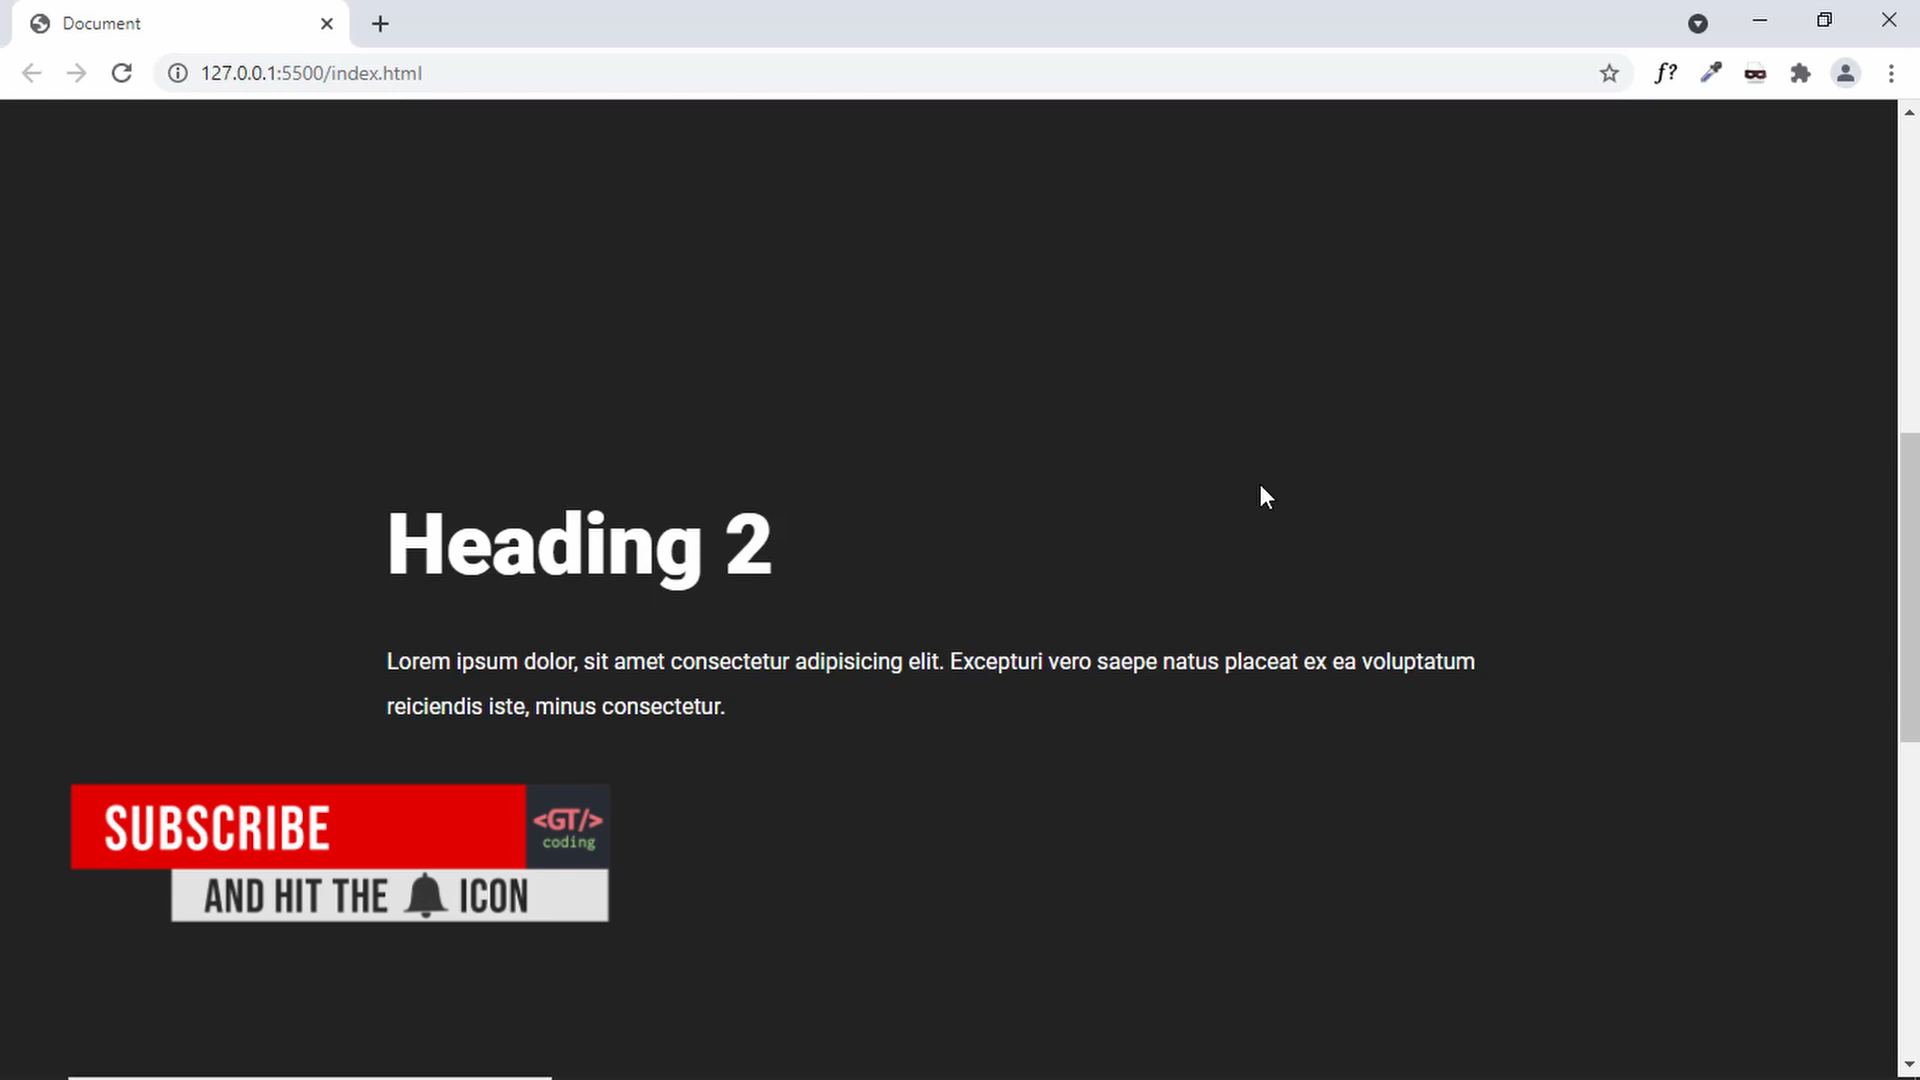 Document
127.0.0.1:5500/index.html
f?
Heading 2
Lorem ipsum dolor, sit amet consectetur adipisicing elit. Excepturi vero saepe natus placeat ex ea voluptatum
reiciendis iste, minus consectetur.
SUBSCRIBE
<GT/>
coding
AND HIT THE ICON